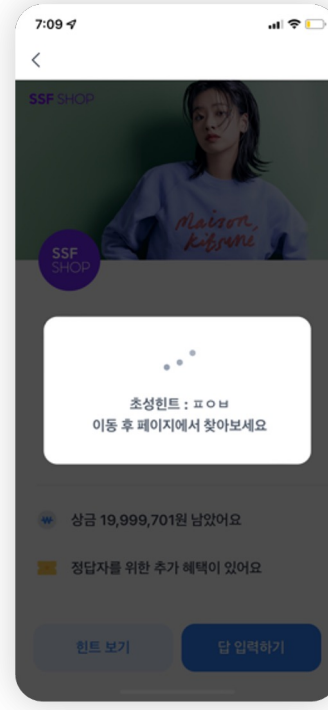 7:09
SSF SHOP
Maison
Kitsuné
SSF
SHOP
초성힌트 : ㅍㅇㅂ
이동 후 페이지에서 찾아보세요
₩ 상금 19,999,701원 남았어요
정답자를 위한 추가 혜택이 있어요
힌트 보기
답 입력하기